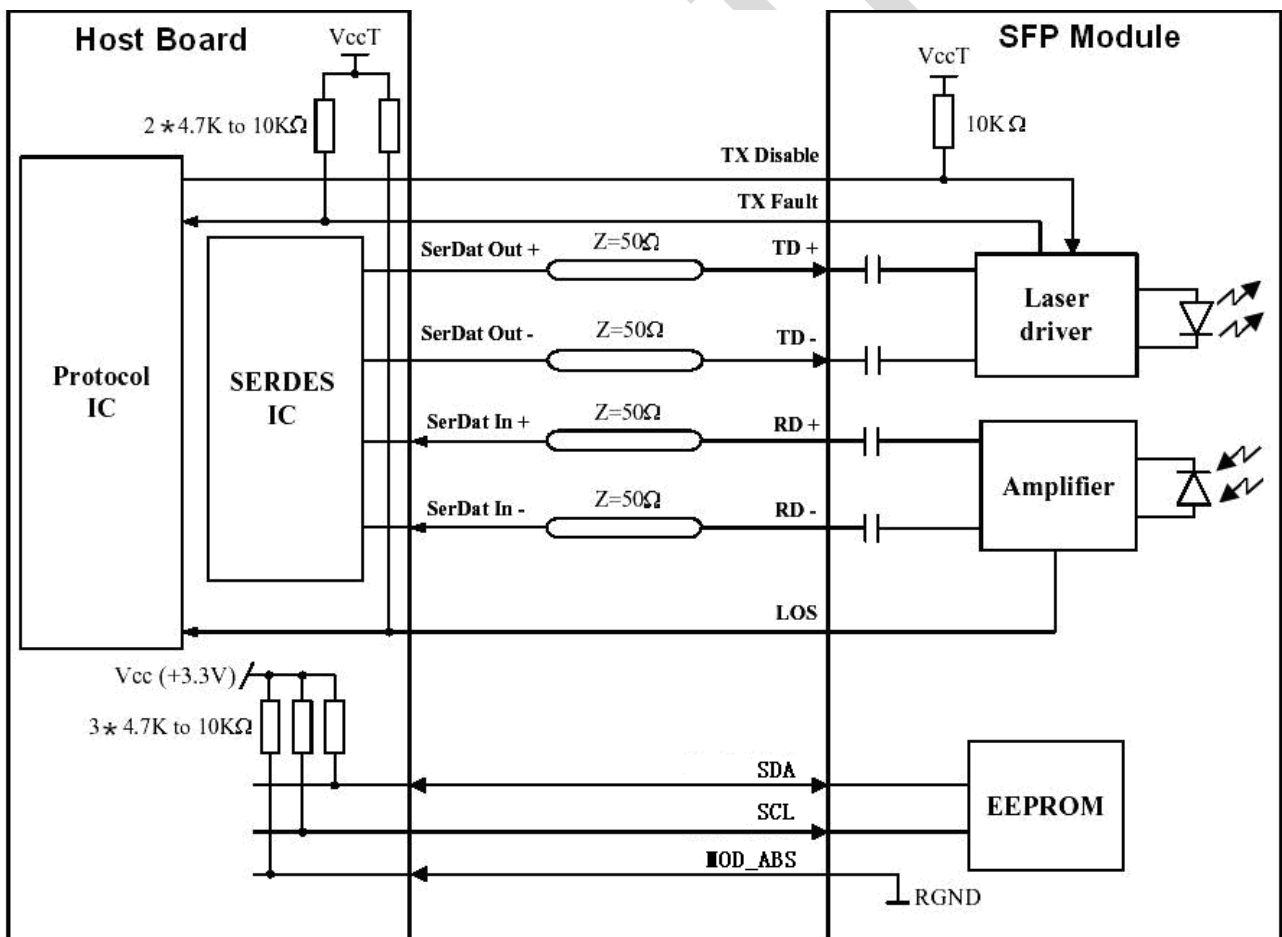 Host Board
SFP Module
VccT
VccT
2*4.7K to 10KΩ
10KΩ
TX Disable
TX Fault
SerDat Out +
Z=50Ω
TD +
Laser
driver
SerDat Out -
Z=50Ω
TD -
Protocol
IC
SERDES
IC
SerDat In +
Z=50Ω
RD +
Amplifier
SerDat In -
Z=50Ω
RD -
LOS
Vcc (+3.3V)
3*4.7K to 10KΩ
SDA
SCL
EEPROM
MOD_ABS
RGND